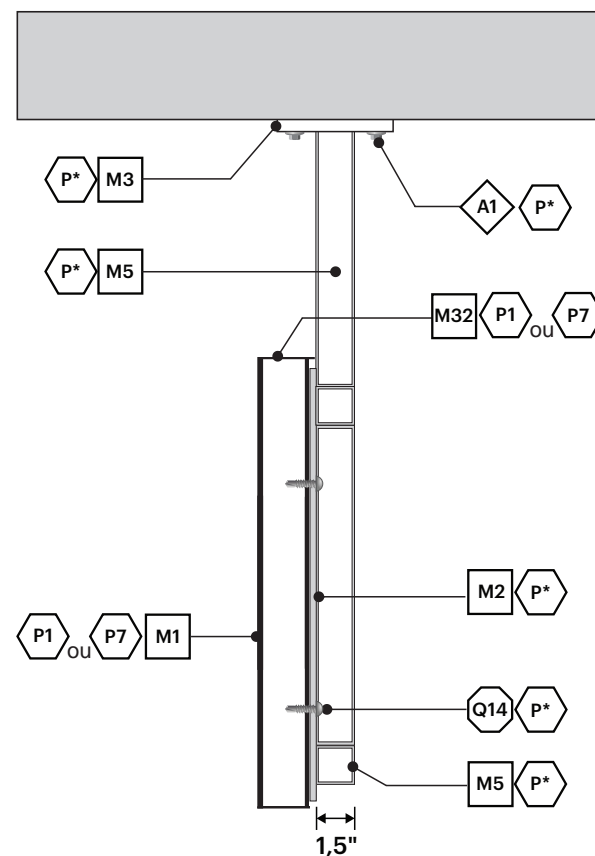 P* M3
A1 P*
P* M5
M32 P1 ou P7
M2 P*
P1 ou P7 M1
Q14 P*
M5 P*
1,5"